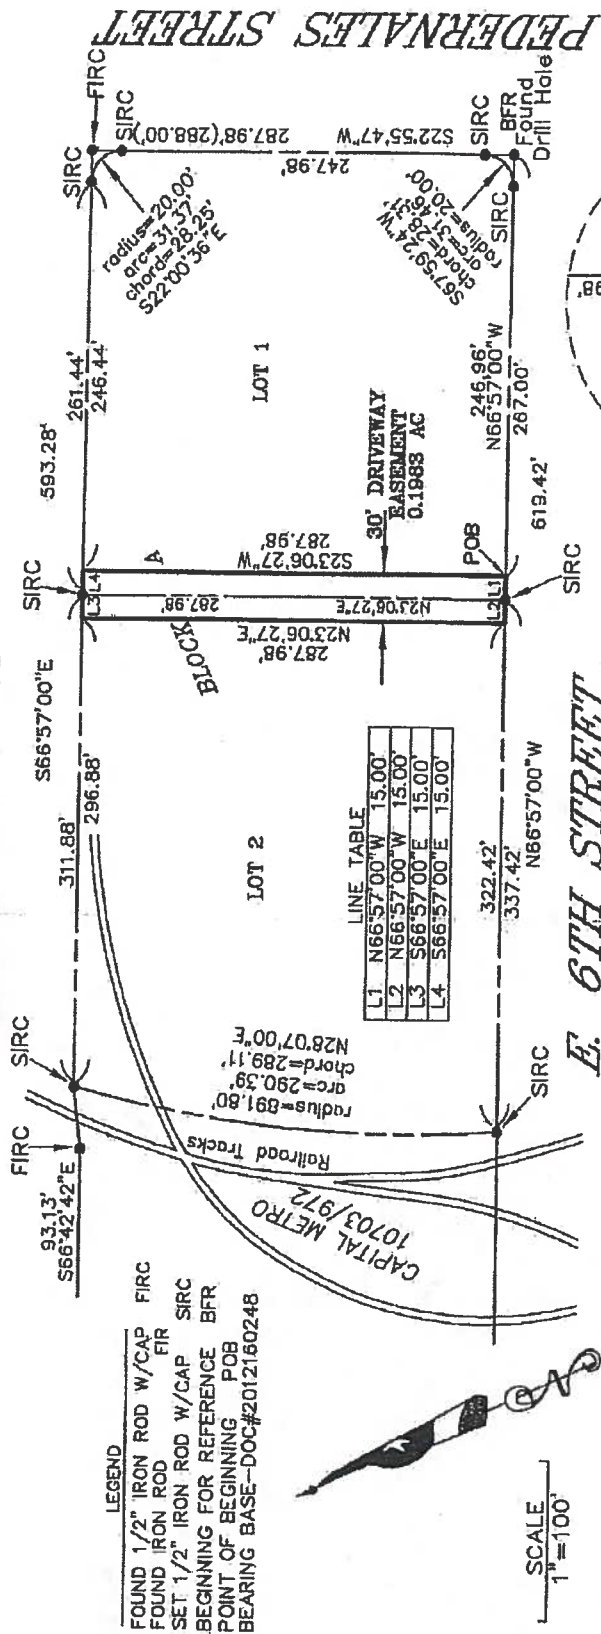 PEDERNALES STREET
FIRC
SIRC
SIRC
287.98' (288.00')
247.98'
S22°55'47"W
SIRC
BFR
Found
Drill Hole
SIRC
radius=20.00'
arc=31.37'
chord=28.25'
S22°00'36"E
S67°59'24"W
chord=28.31'
arc=31.46'
radius=20.00'
98'
593.28'
261.44'
246.44'
LOT 1
246.96'
N66°57'00"W
267.00'
619.42'
30' DRIVEWAY
EASEMENT
0.1983 AC
POB
SIRC
SIRC
L3 L4
L2 L1
S23°06'27"W
287.98'
287.98'
N23°06'27"E
N23°06'27"E
287.98'
BLOCK A
S66°57'00"E
311.88'
296.88'
LOT 2
LINE TABLE
L1 N66°57'00"W 15.00'
L2 N66°57'00"W 15.00'
L3 S66°57'00"E 15.00'
L4 S66°57'00"E 15.00'
322.42'
337.42'
N66°57'00"W
E. 6TH STREET
SIRC
FIRC
SIRC
radius=891.80'
arc=290.39'
chord=289.11'
N28°07'00"E
Railroad Tracks
CAPITAL METRO
10703/972
93.13'
S66°42'42"E
LEGEND
FOUND 1/2" IRON ROD W/CAP FIRC
FOUND IRON ROD FIR
SET 1/2" IRON ROD W/CAP SIRC
BEGINNING FOR REFERENCE BFR
POINT OF BEGINNING POB
BEARING BASE-DOC#2012160248
N
SCALE
1"=100'